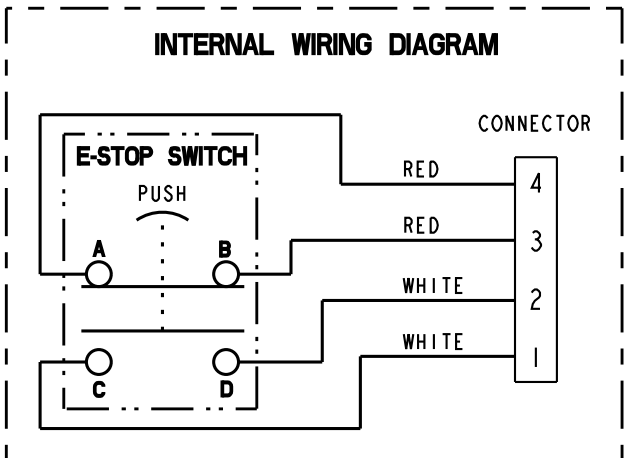 INTERNAL WIRING DIAGRAM
CONNECTOR
E-STOP SWITCH
PUSH
RED
4
A
B
RED
3
WHITE
2
WHITE
1
C
D